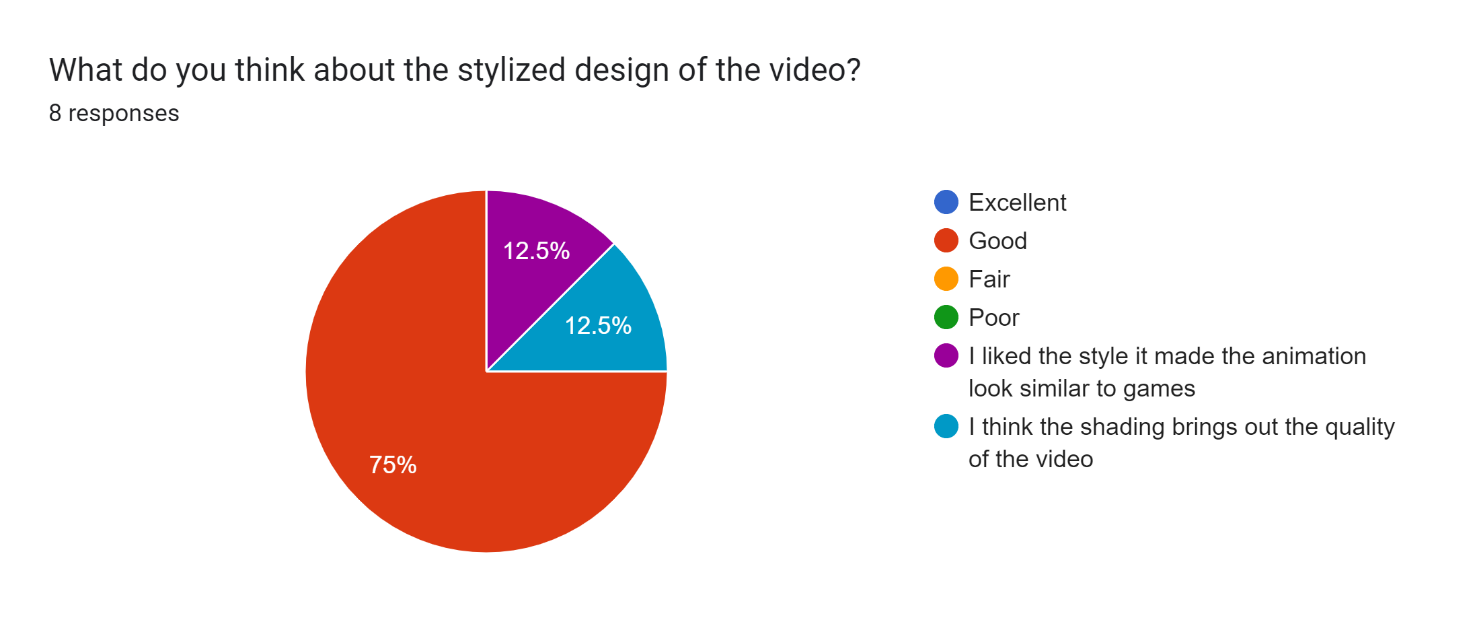 What do you think about the stylized design of the video?
8 responses
12.5%
12.5%
75%
Excellent
Good
Fair
Poor
I liked the style it made the animation
look similar to games
I think the shading brings out the quality
of the video